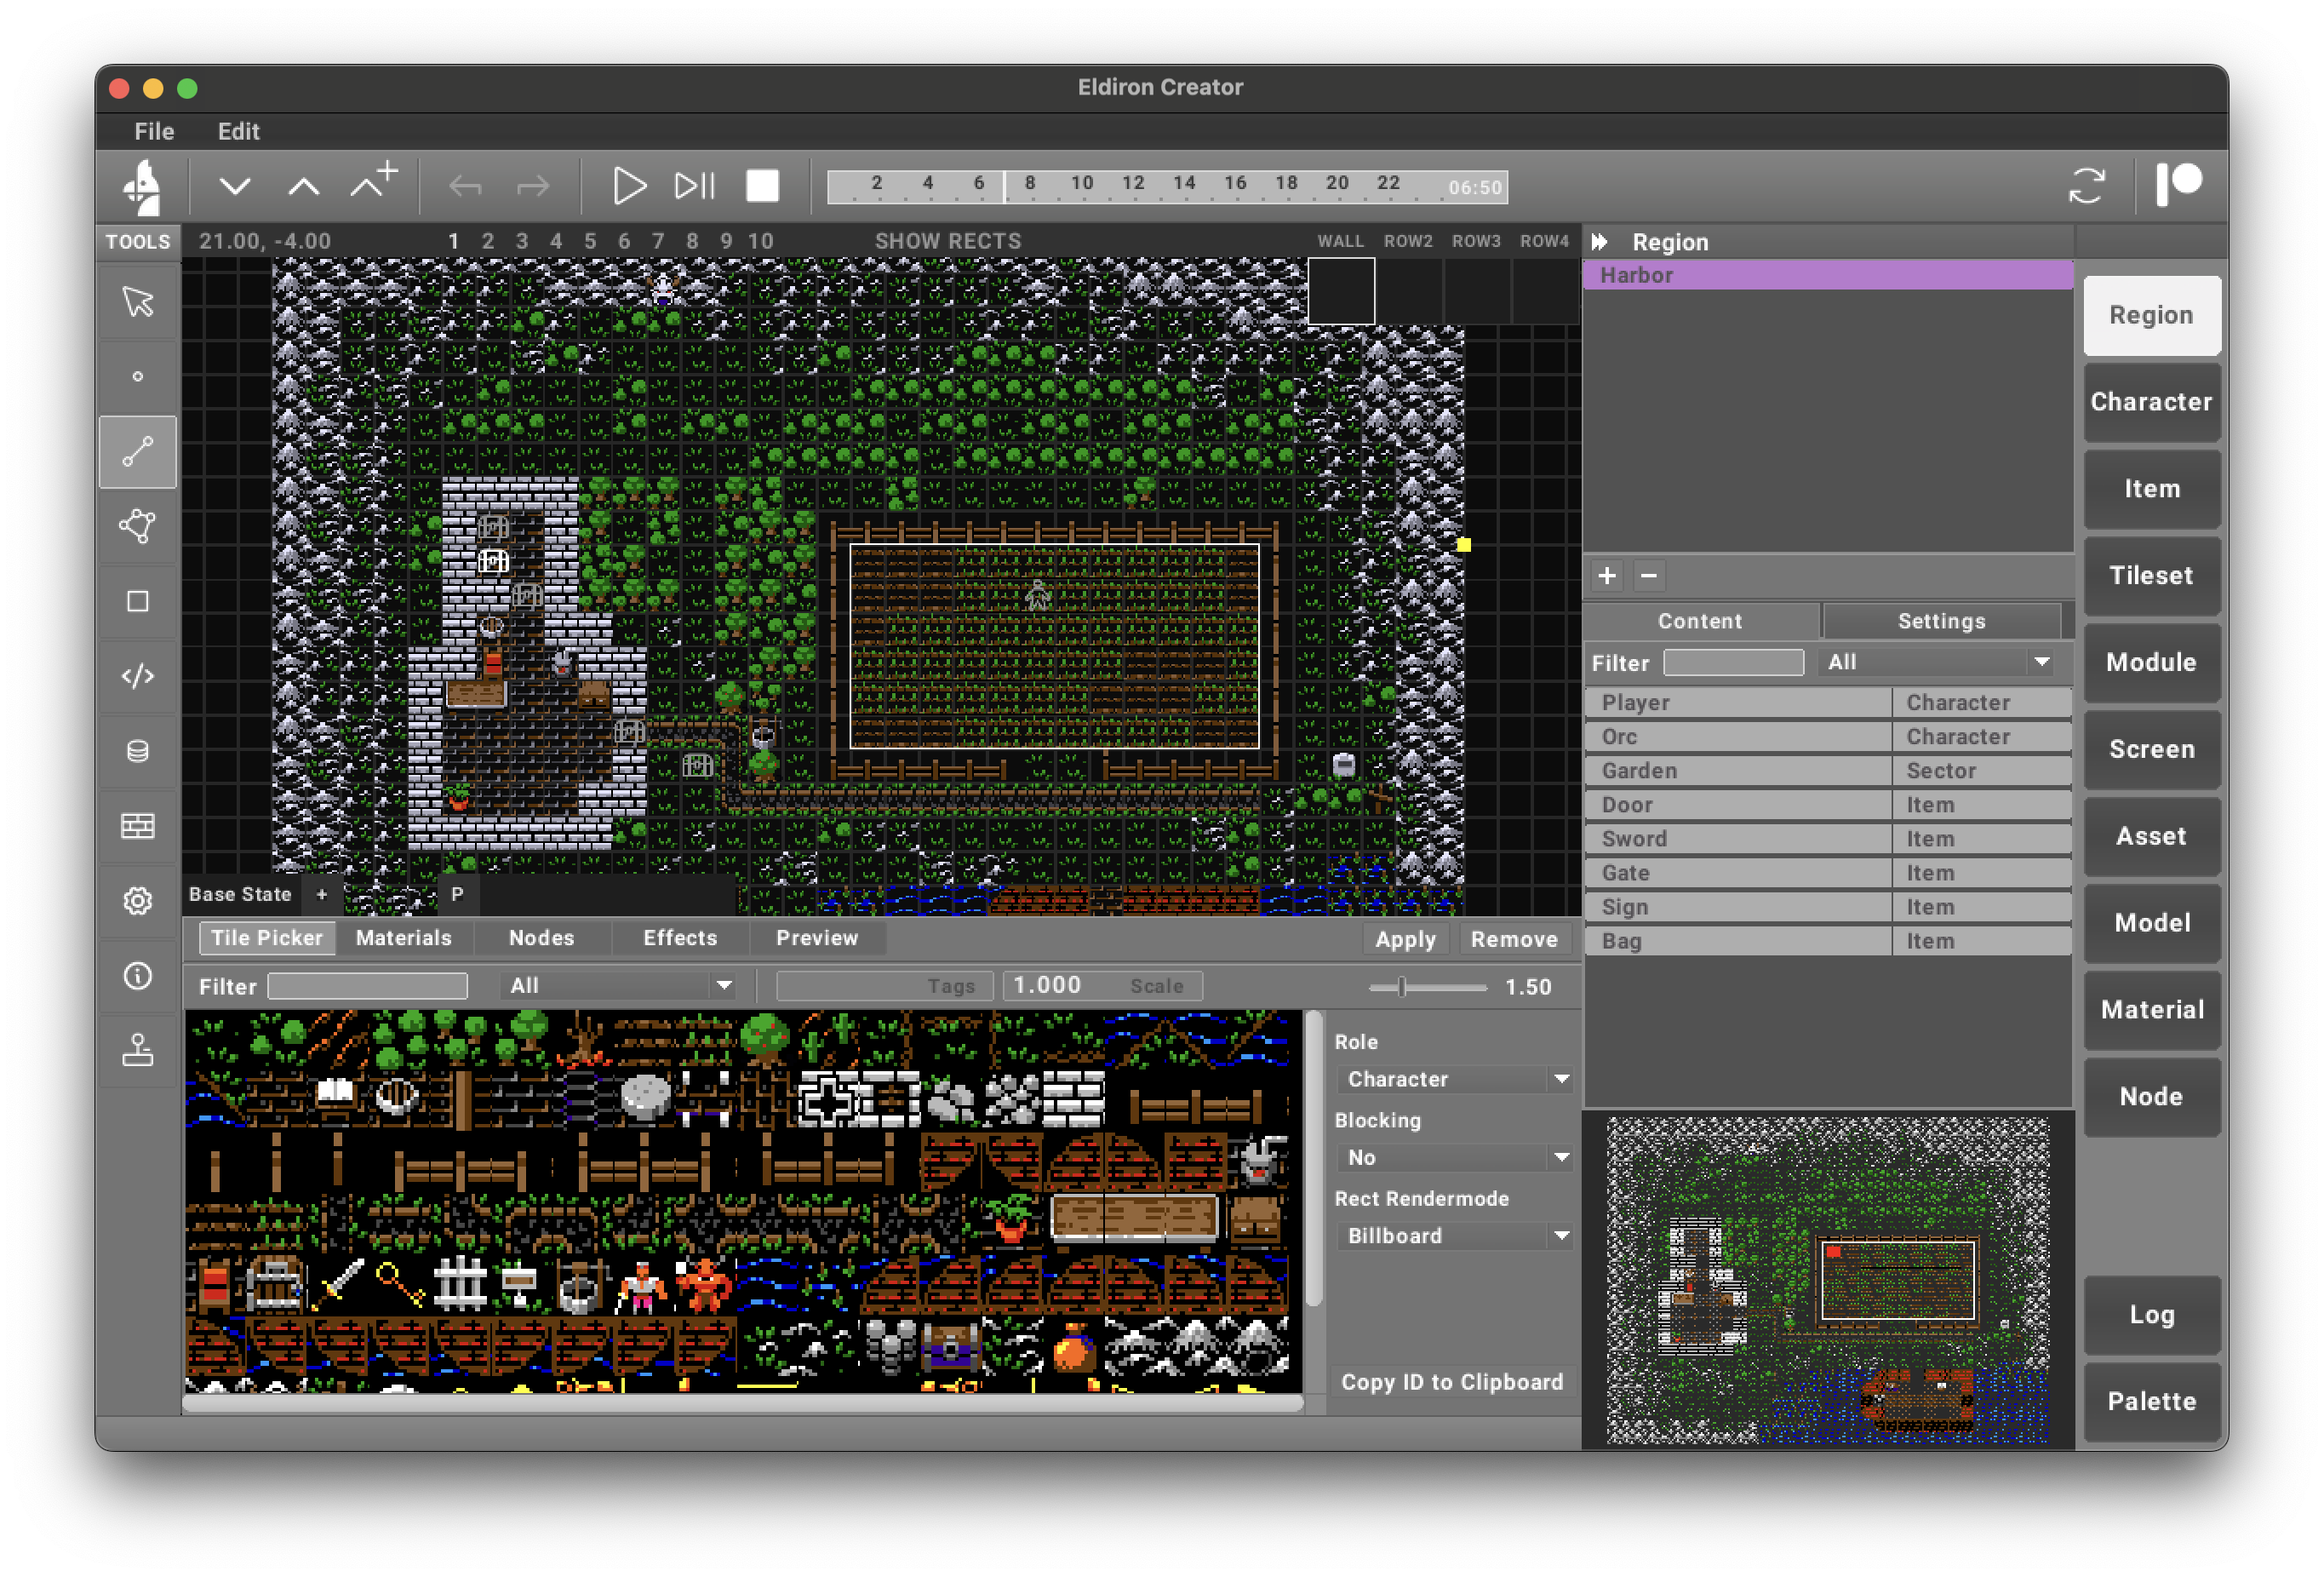 Eldiron Creator
File Edit
2 4 6 8 10 12 14 16 18 20 22 06:50
TOOLS 21.00, -4.00 1 2 3 4 5 6 7 8 9 10 SHOW RECTS WALL ROW2 ROW3 ROW4
Region
Harbor
Content Settings
Filter All
Player Character
Orc Character
Garden Sector
Door Item
Sword Item
Gate Item
Sign Item
Bag Item
Region
Character
Item
Tileset
Module
Screen
Asset
Model
Material
Node
Log
Palette
Base State + P
Tile Picker Materials Nodes Effects Preview Apply Remove
Filter All Tags 1.000 Scale 1.50
Role
Character
Blocking
No
Rect Rendermode
Billboard
Copy ID to Clipboard